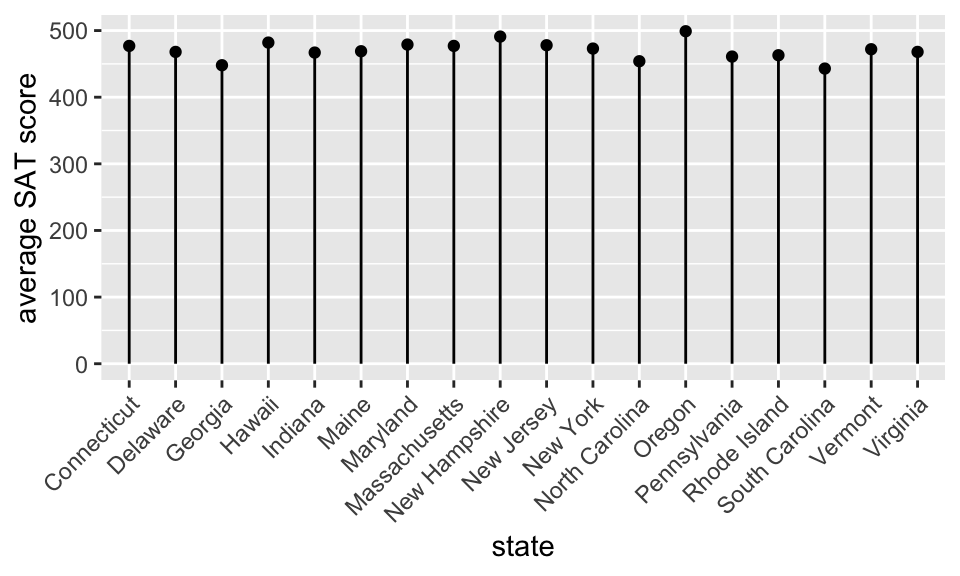 average SAT score
500
400
300
200
100
0
Connecticut
Delaware
Georgia
Hawaii
Indiana
Maine
Maryland
Massachusetts
New Hampshire
New Jersey
New York
North Carolina
Oregon
Pennsylvania
Rhode Island
South Carolina
Vermont
Virginia
state